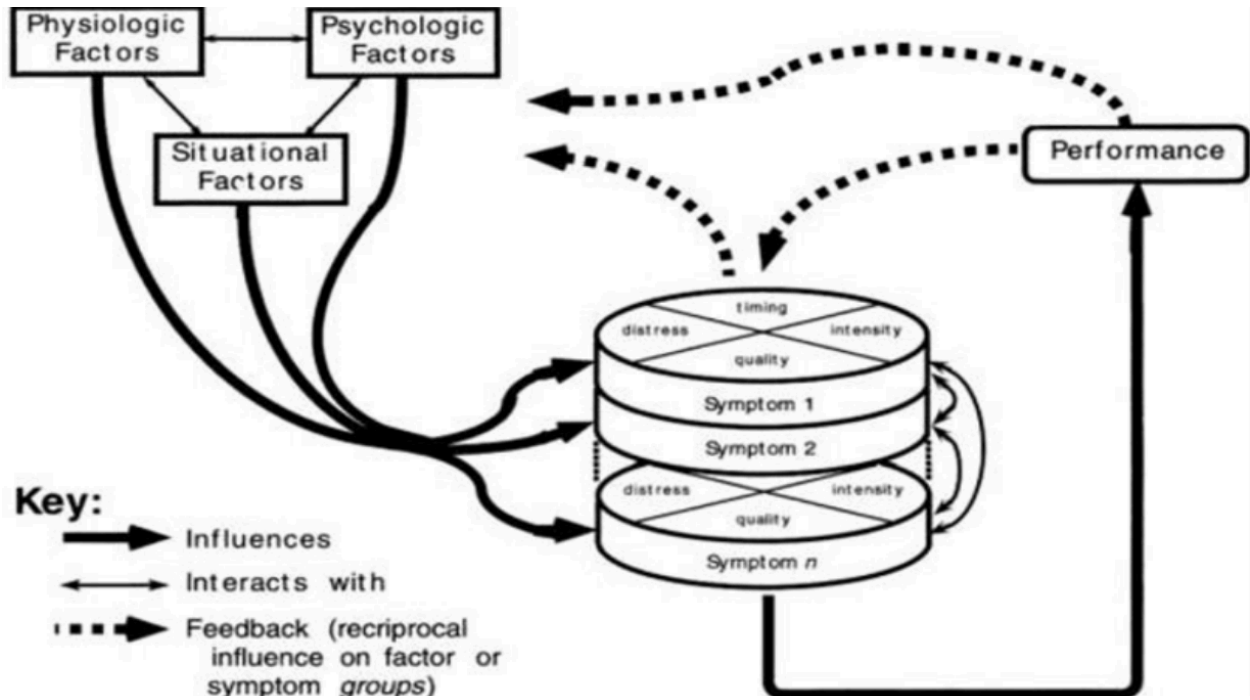 Physiologic
Factors
Psychologic
Factors
Situational
Factors
Performance
timing
distress
intensity
quality
Symptom 1
Symptom 2
distress
intensity
quality
Symptom n
Key:
Influences
Interacts with
Feedback (recriprocal
influence on factor or
symptom groups)